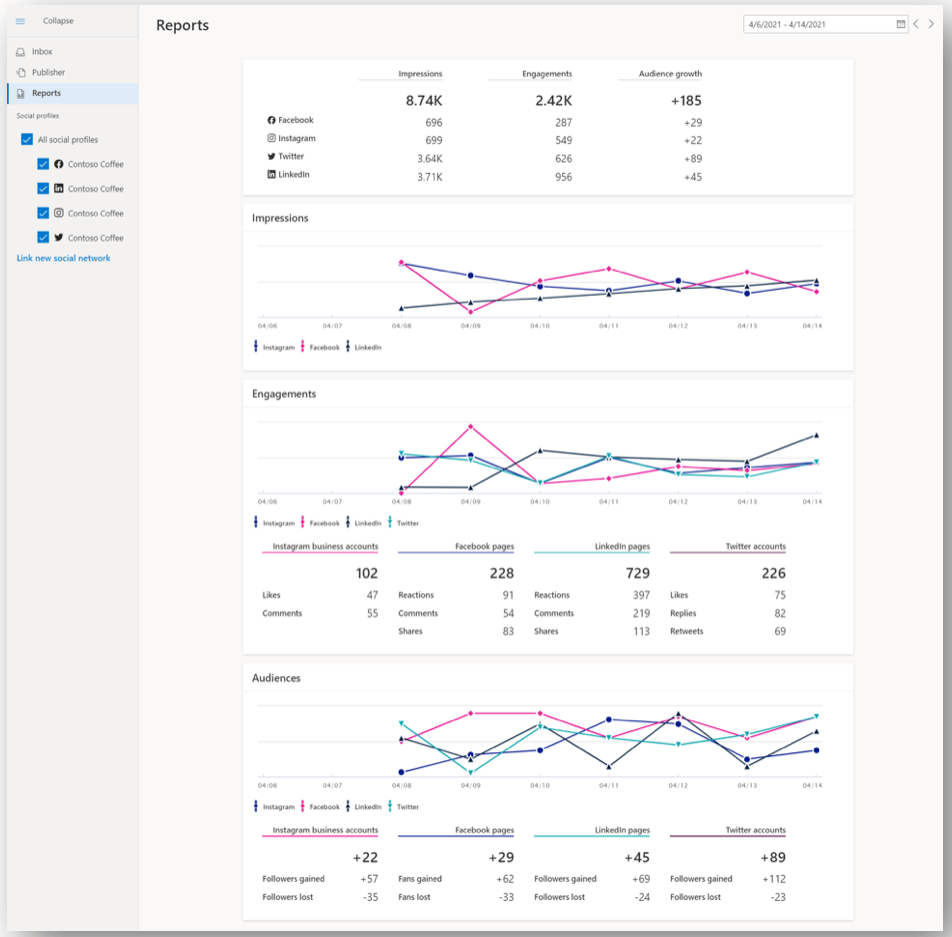 Collapse
Reports
4/6/2021 - 4/14/2021
Inbox
Publisher
Reports
Social profiles
All social profiles
Contoso Coffee
Contoso Coffee
Contoso Coffee
Contoso Coffee
Link new social network
Impressions Engagements Audience growth
8.74K 2.42K +185
Facebook 696 287 +29
Instagram 699 549 +22
Twitter 3.64K 626 +89
LinkedIn 3.71K 956 +45
Impressions
04/06 04/07 04/08 04/09 04/10 04/11 04/12 04/13 04/14
Instagram Facebook LinkedIn
Engagements
04/06 04/07 04/08 04/09 04/10 04/11 04/12 04/13 04/14
Instagram Facebook LinkedIn Twitter
Instagram business accounts Facebook pages LinkedIn pages Twitter accounts
102 228 729 226
Likes 47 Reactions 91 Reactions 397 Likes 75
Comments 55 Comments 54 Comments 219 Replies 82
Shares 83 Shares 113 Retweets 69
Audiences
04/06 04/07 04/08 04/09 04/10 04/11 04/12 04/13 04/14
Instagram Facebook LinkedIn Twitter
Instagram business accounts Facebook pages LinkedIn pages Twitter accounts
+22 +29 +45 +89
Followers gained +57 Fans gained +62 Followers gained +69 Followers gained +112
Followers lost -35 Fans lost -33 Followers lost -24 Followers lost -23